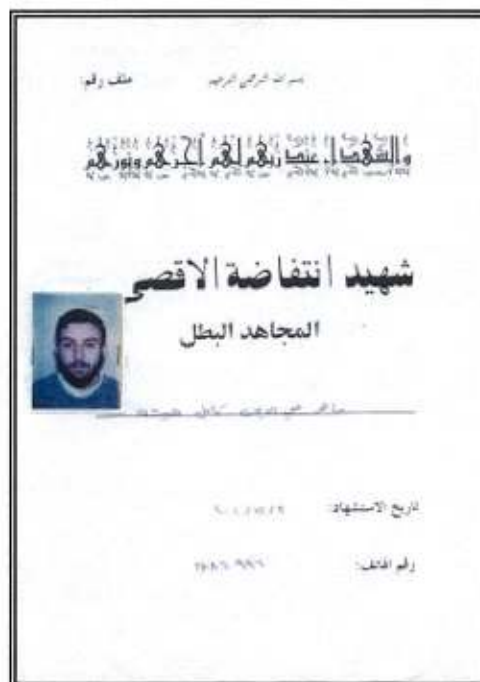 ملف رقم:
بسم الله الرحمن الرحيم
والشهداء عند ربهم لهم أجرهم ونورهم
شهيد انتفاضة الاقصى
المجاهد البطل
تاريخ الاستشهاد:
رقم الهاتف: